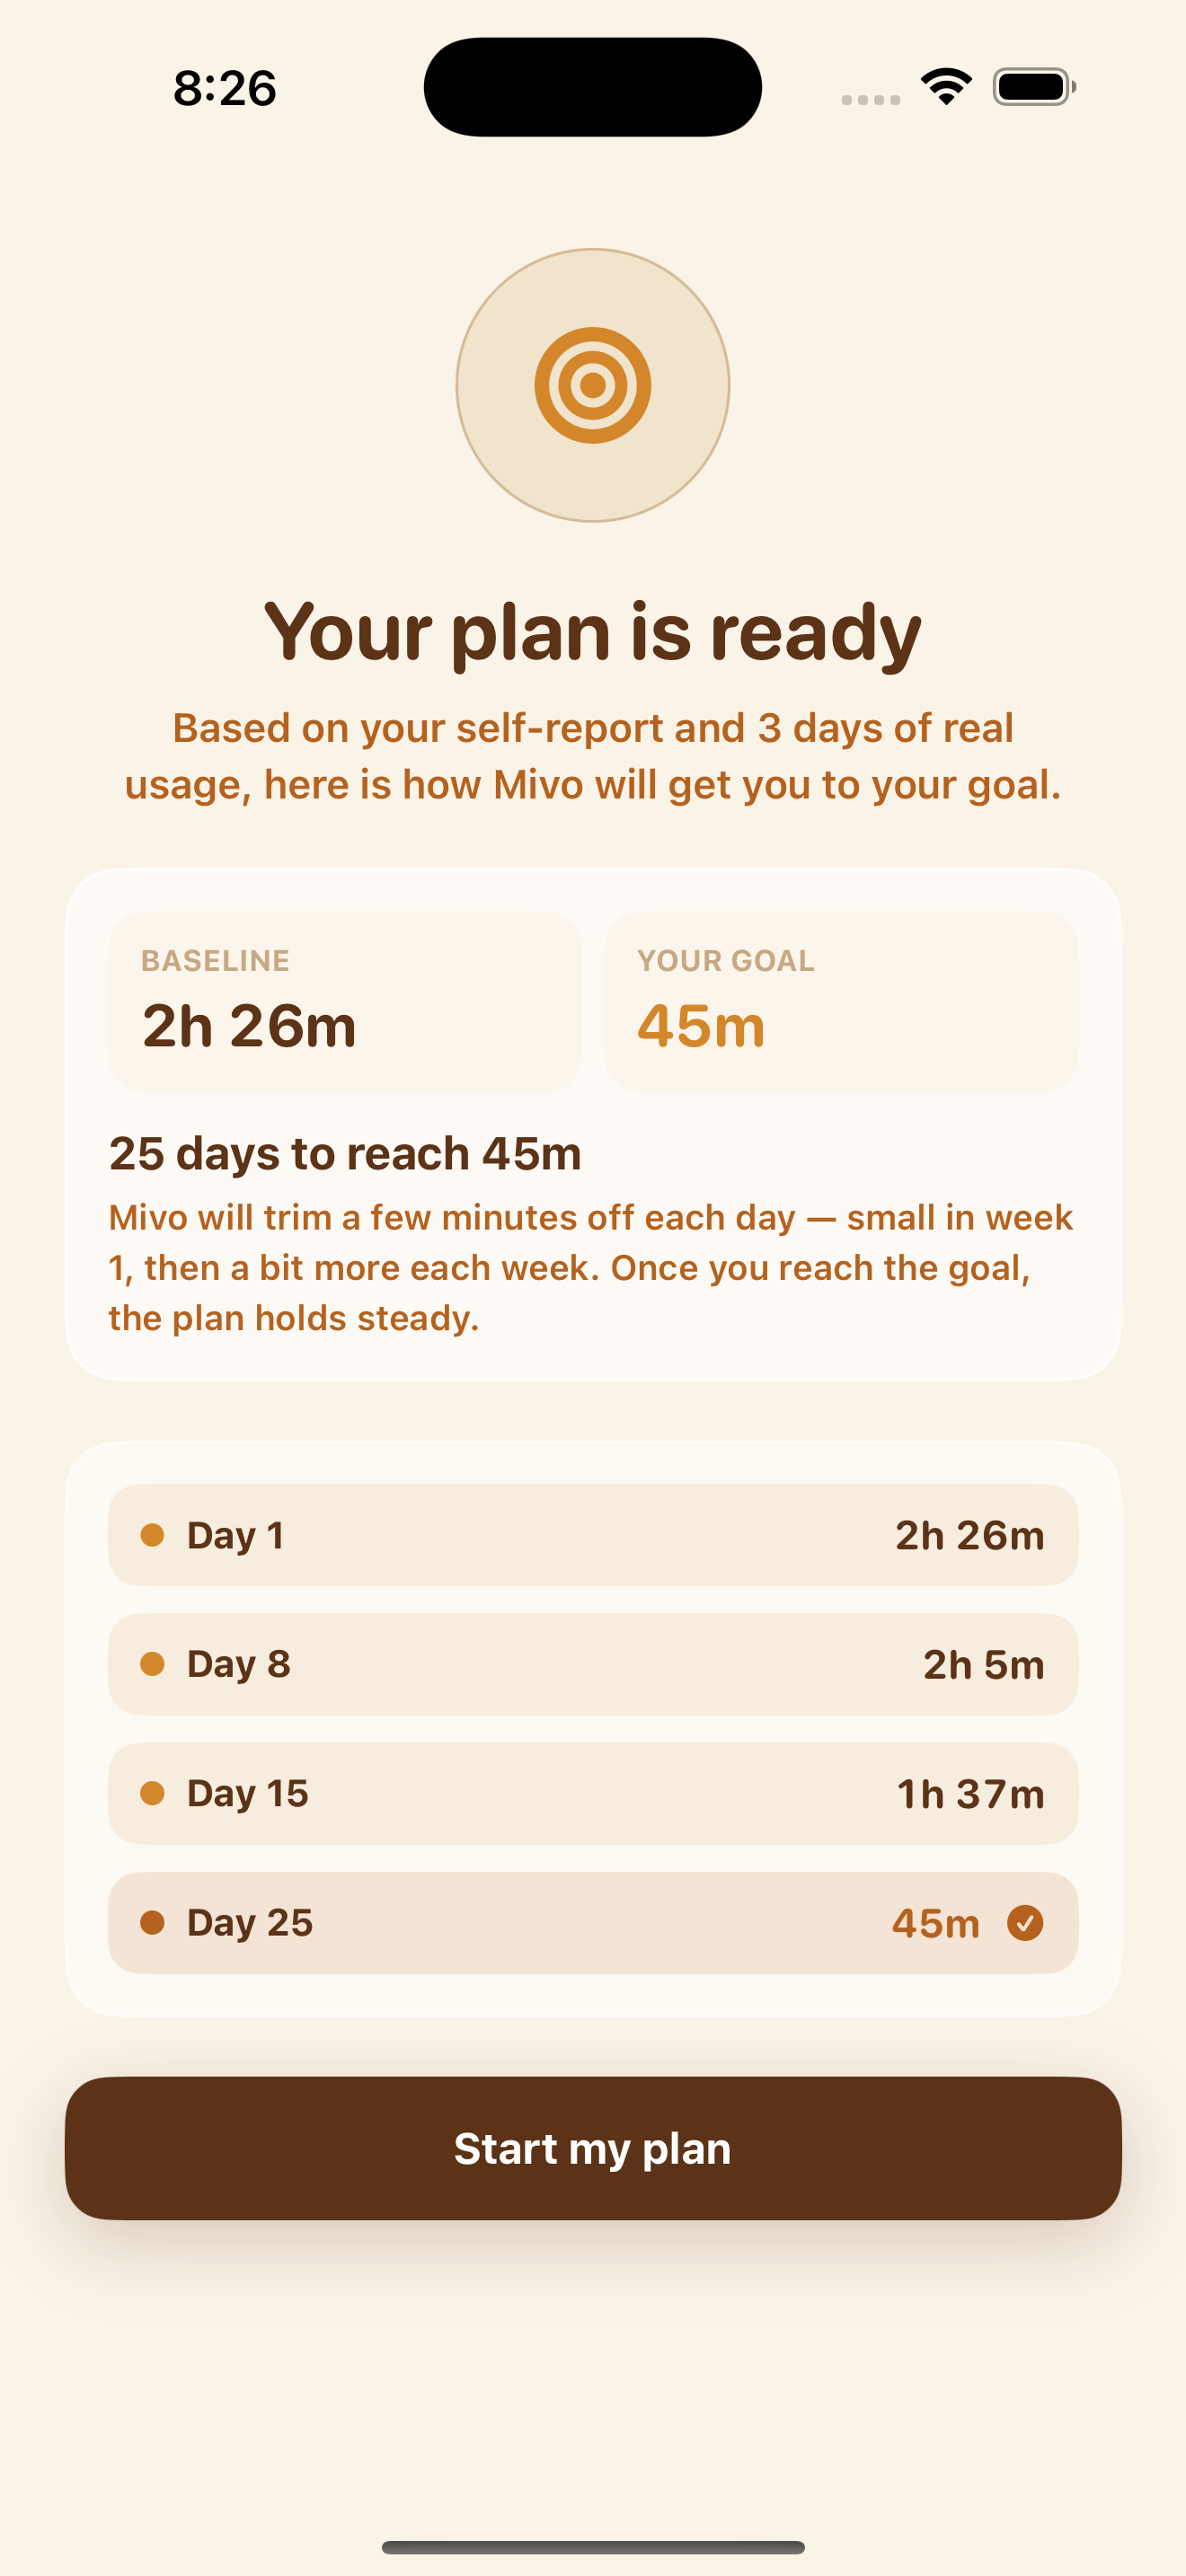 8:26
Your plan is ready
Based on your self-report and 3 days of real
usage, here is how Mivo will get you to your goal.
BASELINE
2h 26m
YOUR GOAL
45m
25 days to reach 45m
Mivo will trim a few minutes off each day — small in week
1, then a bit more each week. Once you reach the goal,
the plan holds steady.
Day 1 2h 26m
Day 8 2h 5m
Day 15 1h 37m
Day 25 45m
Start my plan